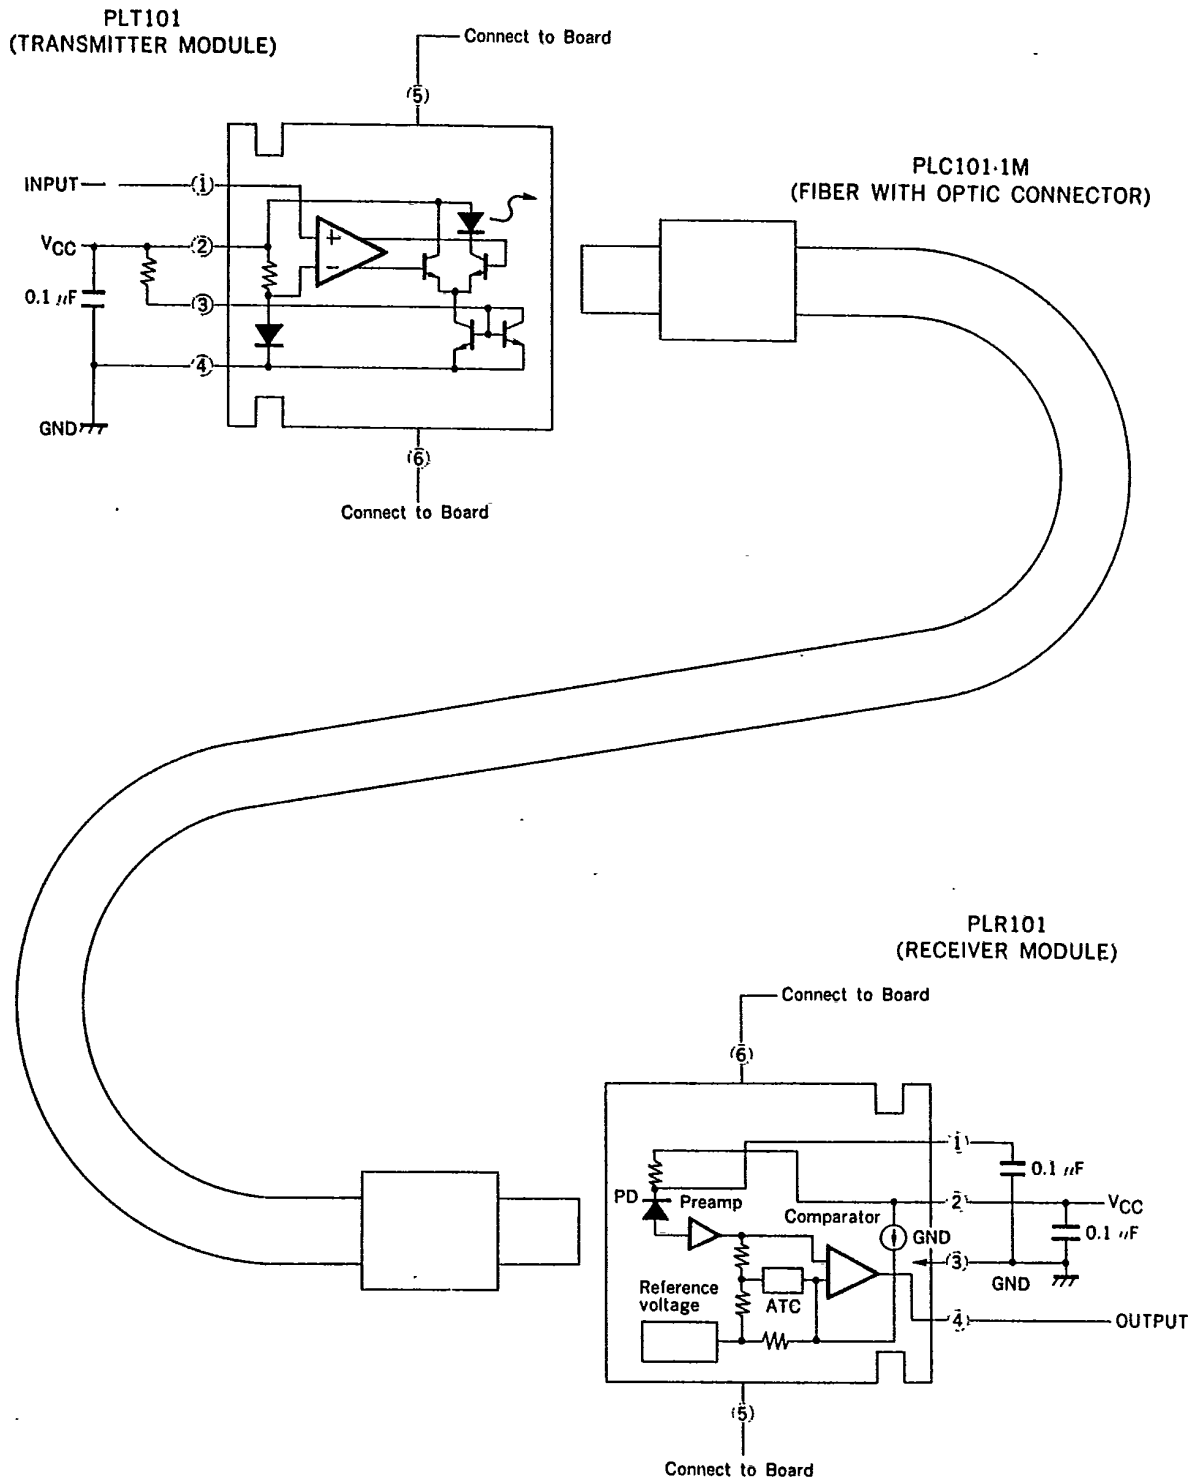 PLT101
(TRANSMITTER MODULE)
Connect to Board
(5)
INPUT
(1)
+
VCC
(2)
−
0.1 μF
(3)
(4)
GND
(6)
Connect to Board
PLC101·1M
(FIBER WITH OPTIC CONNECTOR)
PLR101
(RECEIVER MODULE)
Connect to Board
(6)
(1)
0.1 μF
PD
Preamp
(2)
VCC
Comparator
GND
0.1 μF
(3)
GND
Reference
voltage
ATC
(4)
OUTPUT
(5)
Connect to Board